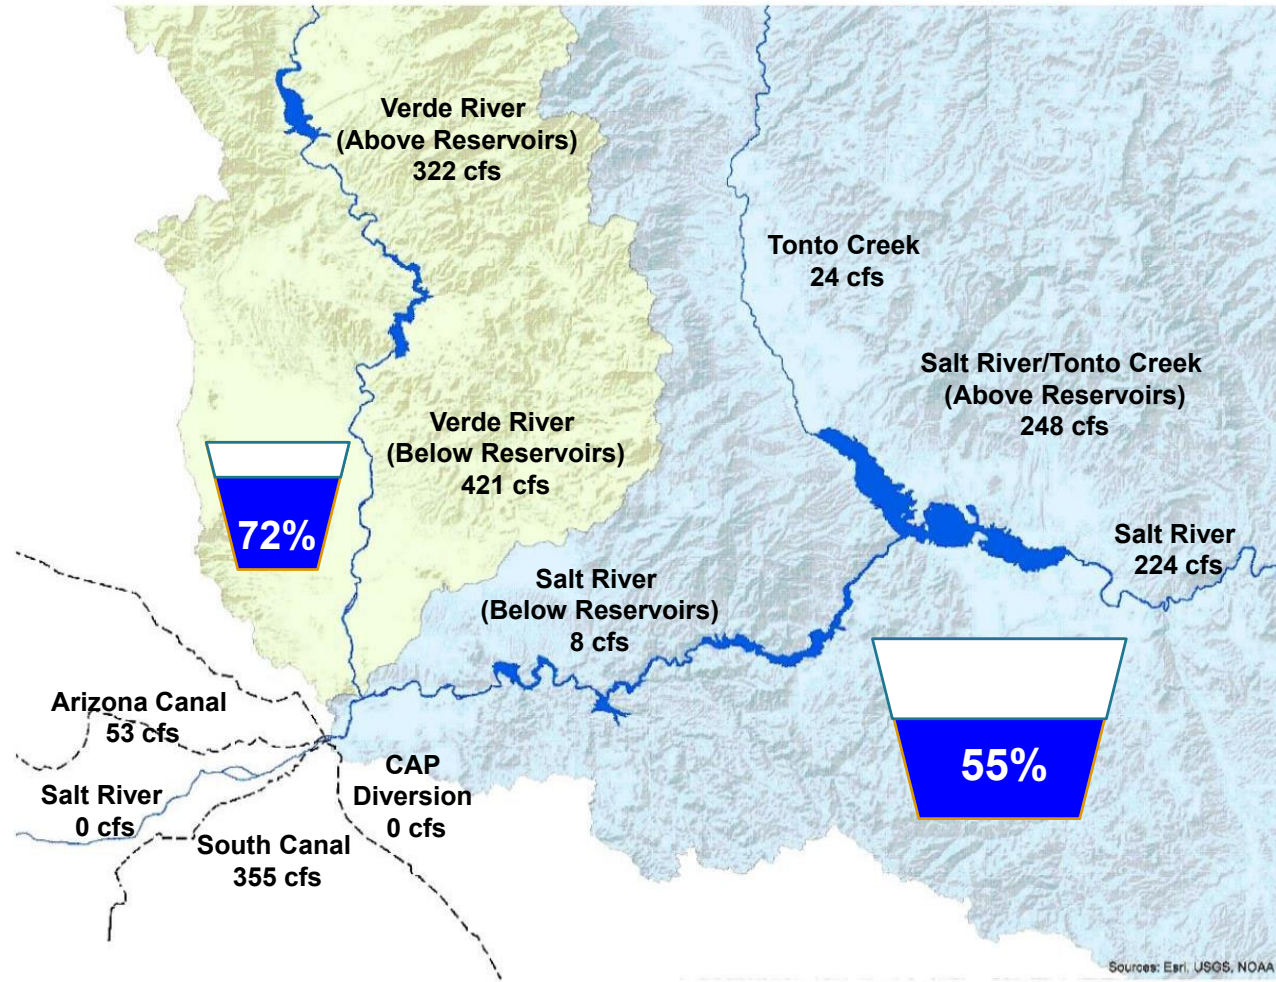 Verde River
(Above Reservoirs)
322 cfs
Tonto Creek
24 cfs
Salt River/Tonto Creek
(Above Reservoirs)
248 cfs
Verde River
(Below Reservoirs)
421 cfs
72%
Salt River
224 cfs
Salt River
(Below Reservoirs)
8 cfs
55%
Arizona Canal
53 cfs
CAP
Diversion
0 cfs
Salt River
0 cfs
South Canal
355 cfs
Sources: Esri, USGS, NOAA